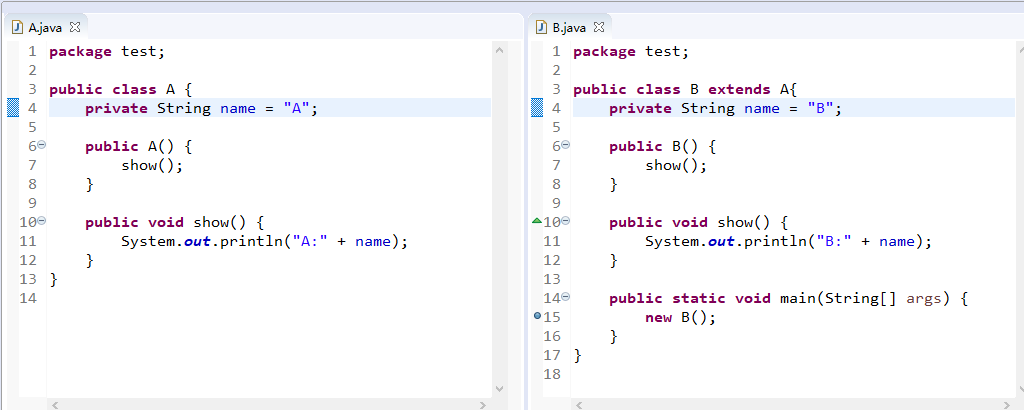 A.java
1 package test;
2
3 public class A {
4 private String name = "A";
5
6 public A() {
7 show();
8 }
9
10 public void show() {
11 System.out.println("A:" + name);
12 }
13 }
14
B.java
1 package test;
2
3 public class B extends A{
4 private String name = "B";
5
6 public B() {
7 show();
8 }
9
10 public void show() {
11 System.out.println("B:" + name);
12 }
13
14 public static void main(String[] args) {
15 new B();
16 }
17 }
18